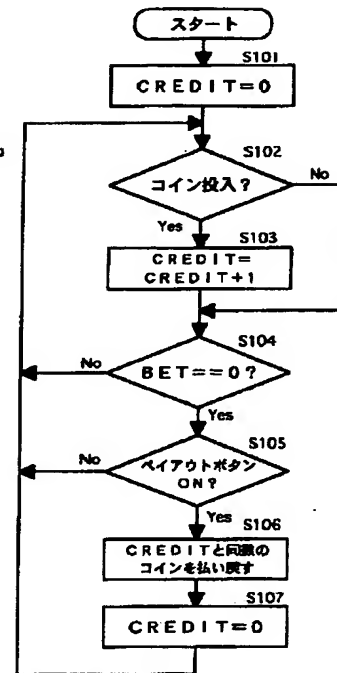 スタート
S101
CREDIT=0
S102
コイン投入?
No
Yes
S103
CREDIT=
CREDIT+1
S104
No
BET==0?
Yes
S105
No
ペイアウトボタン
ON?
Yes
S106
CREDITと同数の
コインを払い戻す
S107
CREDIT=0